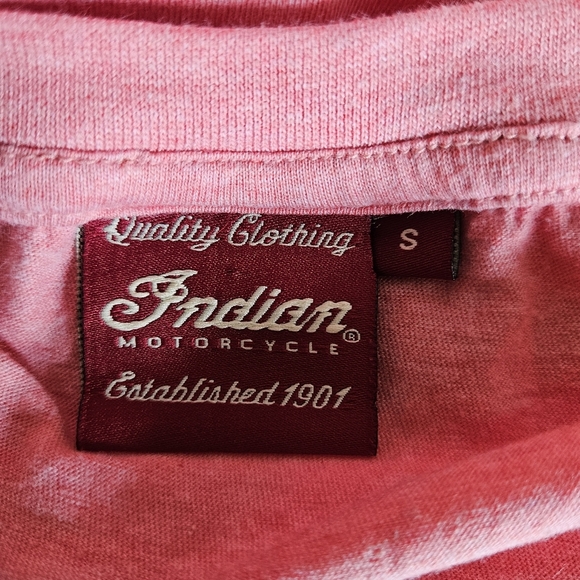 Quality Clothing
S
Indian
®
MOTORCYCLE
Established 1901